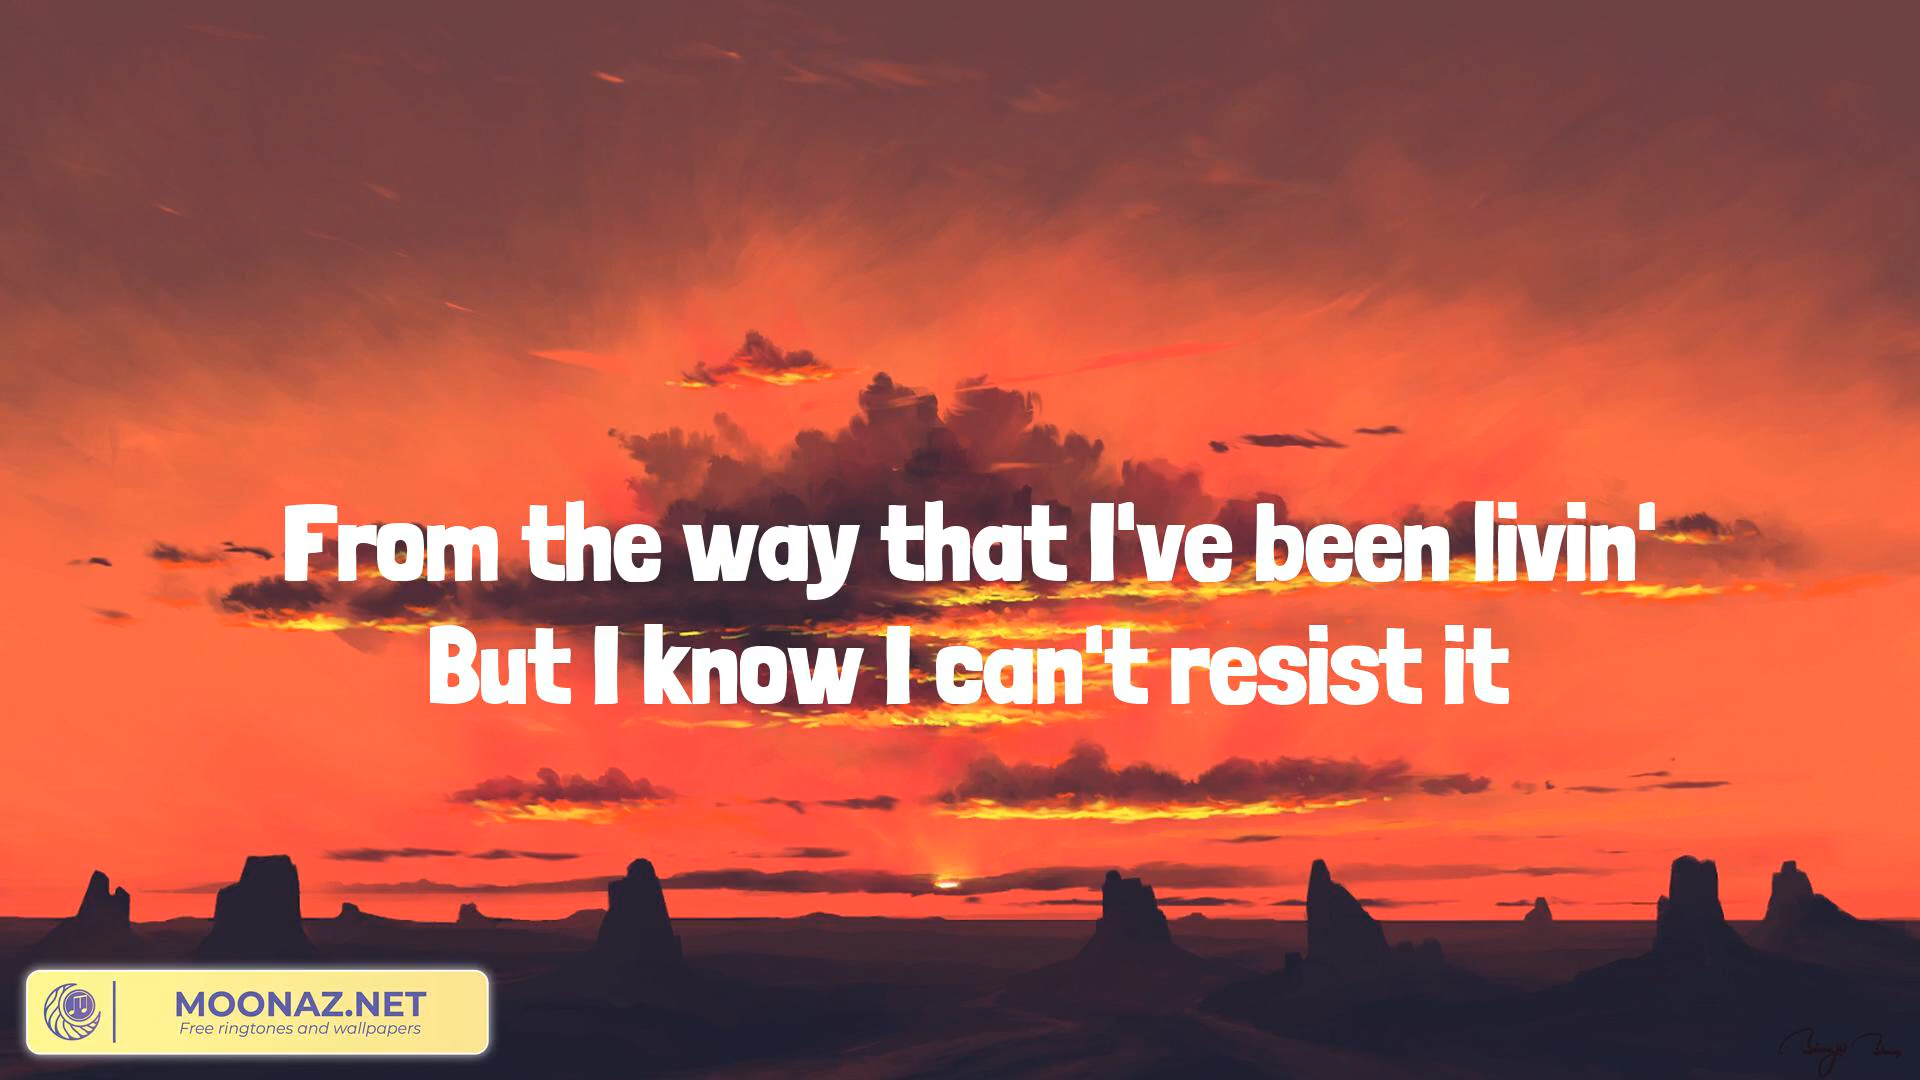 From the way that I've been livin'
But I know I can't resist it
MOONAZ.NET
Free ringtones and wallpapers